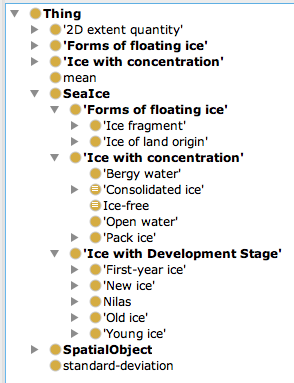 Thing
'2D extent quantity'
'Forms of floating ice'
'Ice with concentration'
mean
SeaIce
'Forms of floating ice'
'Ice fragment'
'Ice of land origin'
'Ice with concentration'
'Bergy water'
'Consolidated ice'
Ice-free
'Open water'
'Pack ice'
'Ice with Development Stage'
'First-year ice'
'New ice'
Nilas
'Old ice'
'Young ice'
SpatialObject
standard-deviation